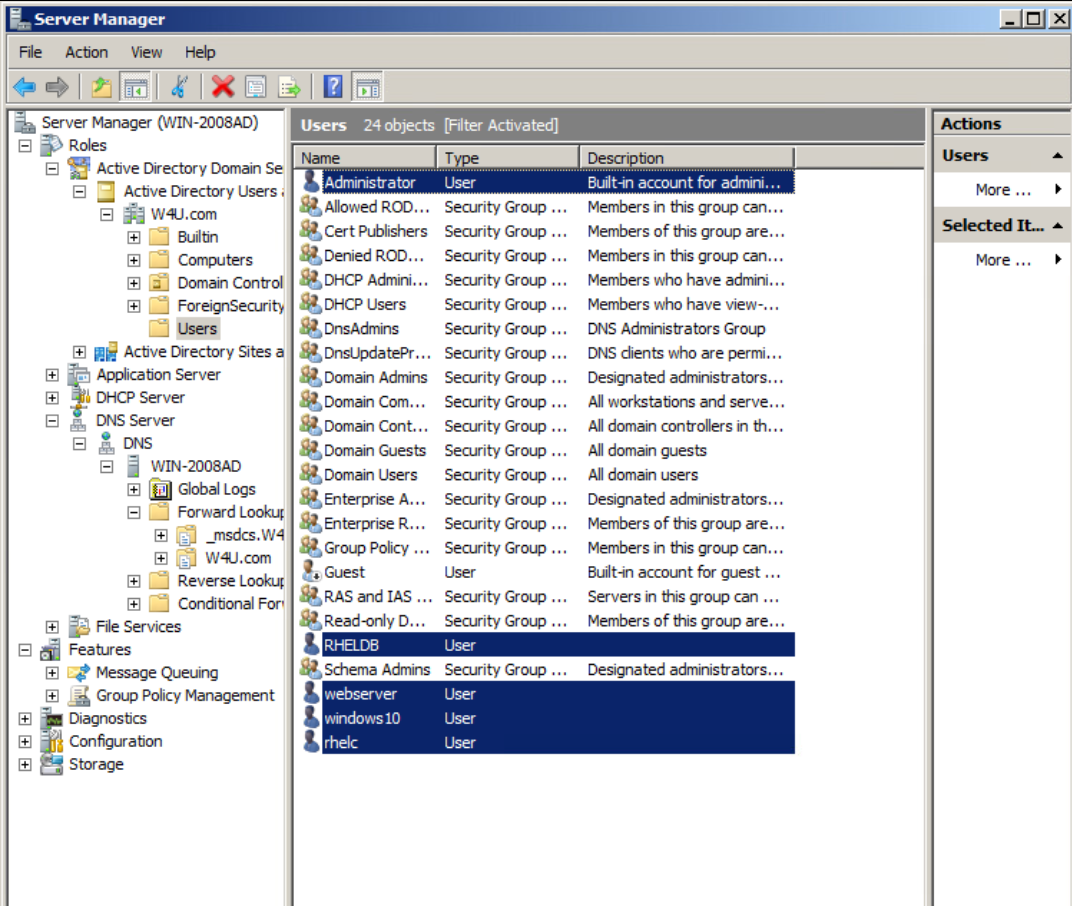 Server Manager
File Action View Help
Server Manager (WIN-2008AD)
Roles
Active Directory Domain Se
Active Directory Users a
W4U.com
Builtin
Computers
Domain Control
ForeignSecurity
Users
Active Directory Sites a
Application Server
DHCP Server
DNS Server
DNS
WIN-2008AD
Global Logs
Forward Lookup
_msdcs.W4
W4U.com
Reverse Lookup
Conditional For
File Services
Features
Message Queuing
Group Policy Management
Diagnostics
Configuration
Storage
Users 24 objects [Filter Activated]
Name Type Description
Administrator User Built-in account for admini...
Allowed ROD... Security Group ... Members in this group can...
Cert Publishers Security Group ... Members of this group are...
Denied ROD... Security Group ... Members in this group can...
DHCP Admini... Security Group ... Members who have admini...
DHCP Users Security Group ... Members who have view-...
DnsAdmins Security Group ... DNS Administrators Group
DnsUpdatePr... Security Group ... DNS clients who are permi...
Domain Admins Security Group ... Designated administrators...
Domain Com... Security Group ... All workstations and serve...
Domain Cont... Security Group ... All domain controllers in th...
Domain Guests Security Group ... All domain guests
Domain Users Security Group ... All domain users
Enterprise A... Security Group ... Designated administrators...
Enterprise R... Security Group ... Members of this group are...
Group Policy ... Security Group ... Members in this group can...
Guest User Built-in account for guest ...
RAS and IAS ... Security Group ... Servers in this group can ...
Read-only D... Security Group ... Members of this group are...
RHELDB User
Schema Admins Security Group ... Designated administrators...
webserver User
windows10 User
rhelc User
Actions
Users
More ...
Selected It...
More ...